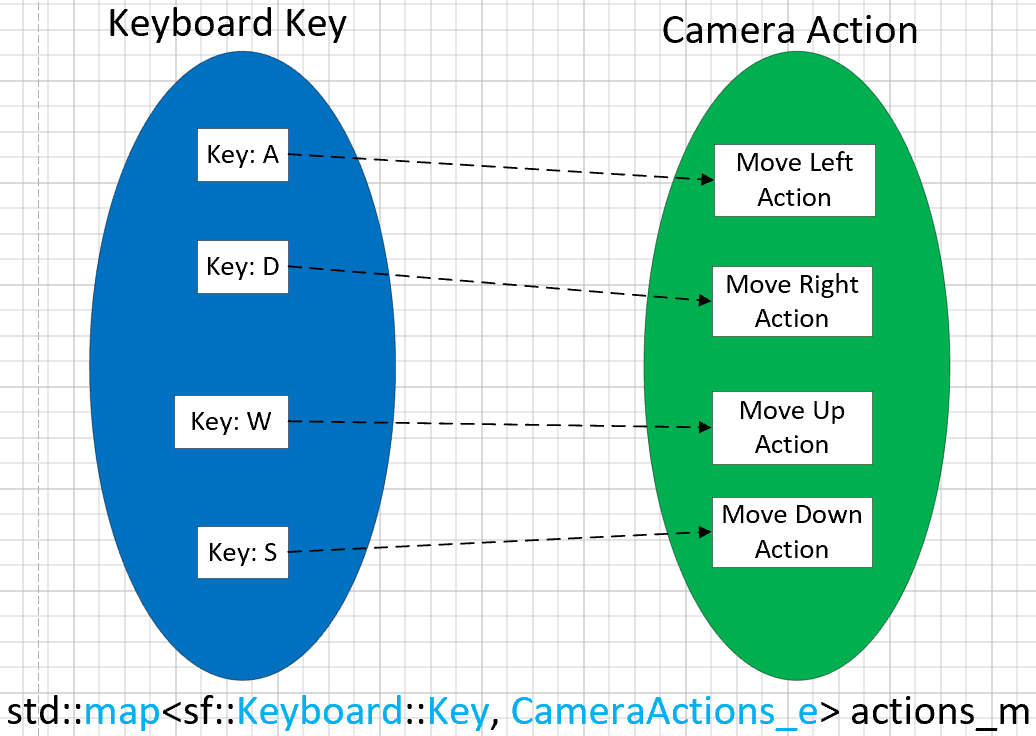 Keyboard Key
Camera Action
Key: A
Move Left
Action
Key: D
Move Right
Action
Key: W
Move Up
Action
Key: S
Move Down
Action
std::map<sf::Keyboard::Key, CameraActions_e> actions_m